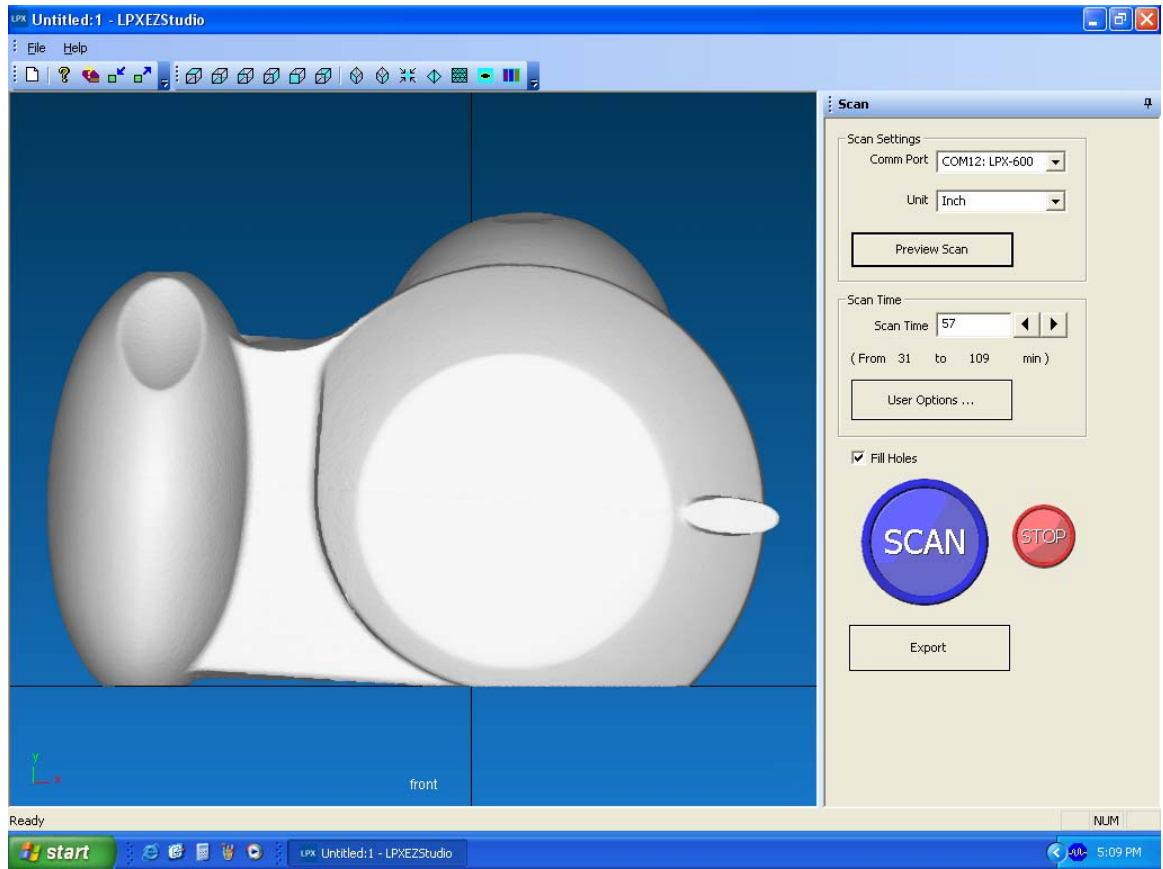 LPX Untitled:1 - LPXEZStudio
File Help
Scan
Scan Settings
Comm Port COM12: LPX-600
Unit Inch
Preview Scan
Scan Time
Scan Time 57
( From 31 to 109 min )
User Options ...
Fill Holes
SCAN STOP
Export
y
x
front
Ready NUM
start LPX Untitled:1 - LPXEZStudio 5:09 PM